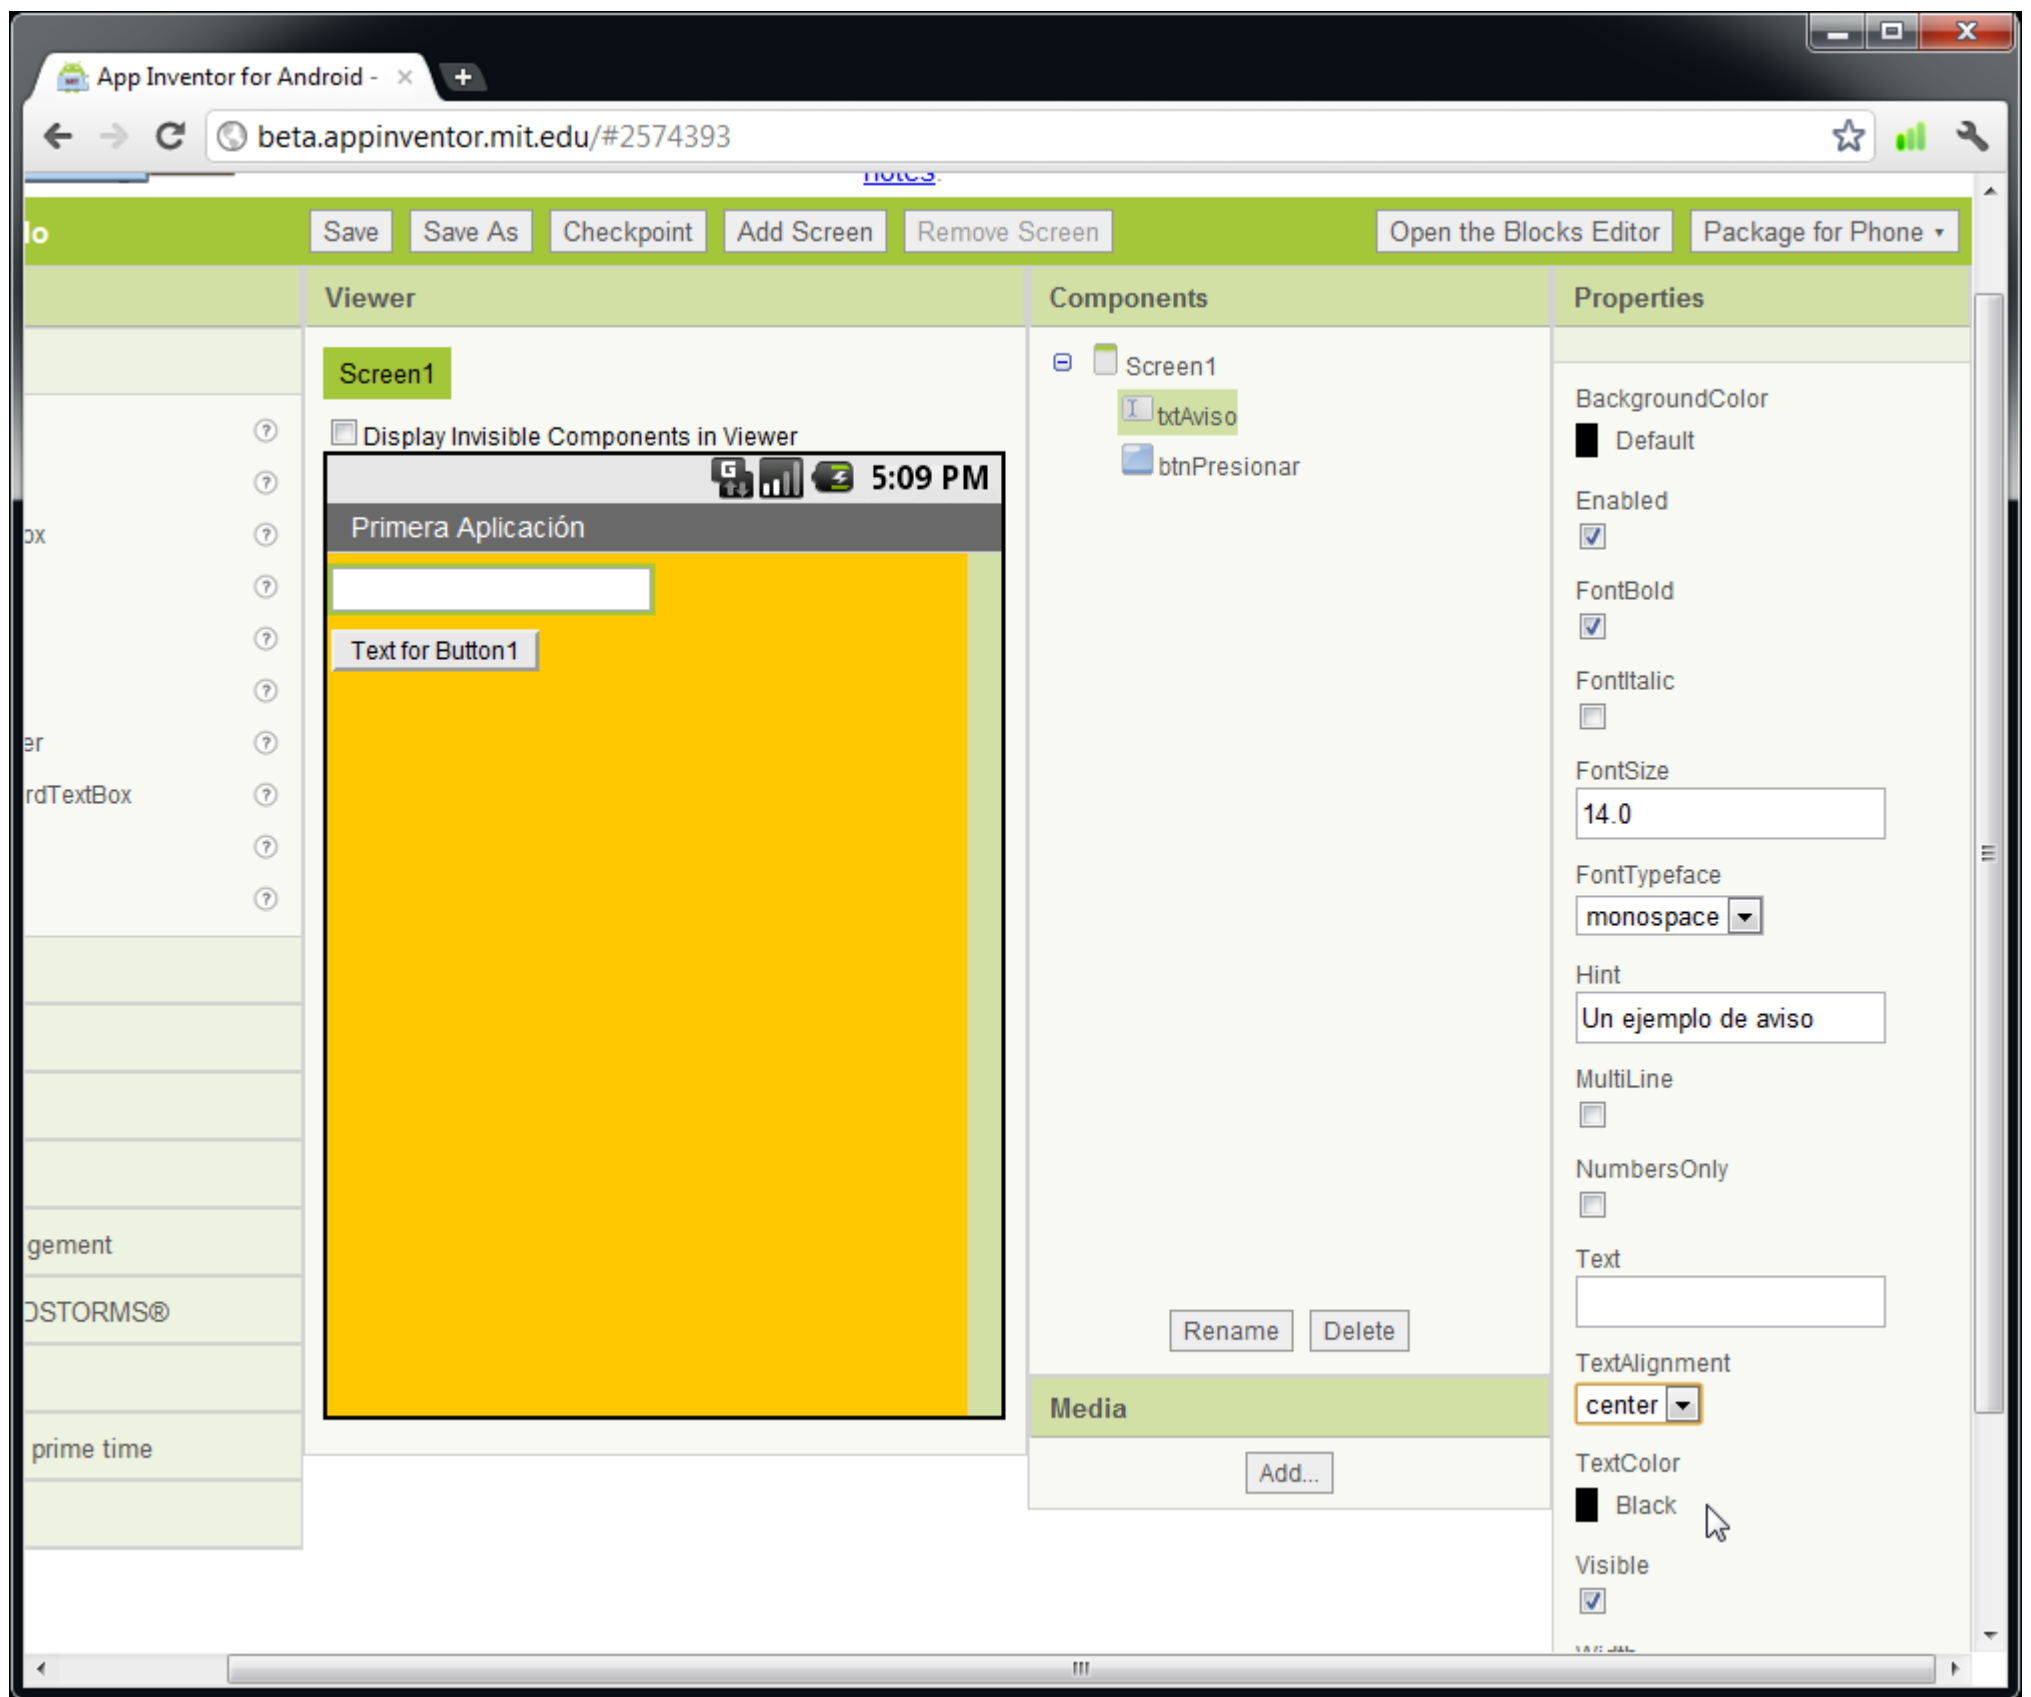 App Inventor for Android -
beta.appinventor.mit.edu/#2574393
notes.
lo
Save
Save As
Checkpoint
Add Screen
Remove Screen
Open the Blocks Editor
Package for Phone
Viewer
Components
Properties
Screen1
Display Invisible Components in Viewer
5:09 PM
Primera Aplicación
Text for Button1
ox
er
rdTextBox
gement
DSTORMS®
prime time
Screen1
txtAviso
btnPresionar
Rename
Delete
Media
Add...
BackgroundColor
Default
Enabled
FontBold
FontItalic
FontSize
14.0
FontTypeface
monospace
Hint
Un ejemplo de aviso
MultiLine
NumbersOnly
Text
TextAlignment
center
TextColor
Black
Visible
Width